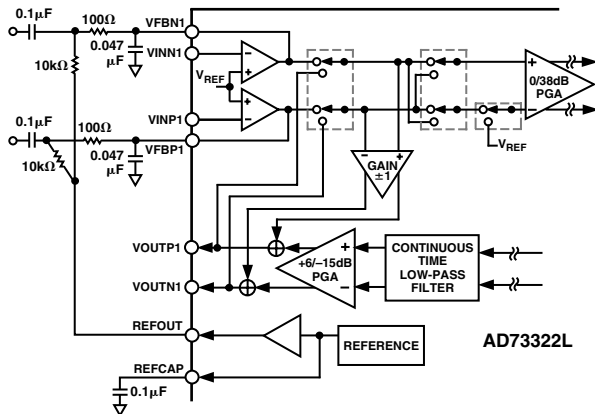 0.1μF
100Ω
VFBN1
0.047
μF
VINN1
10kΩ
VREF
0/38dB
PGA
0.1μF
100Ω
VINP1
VFBP1
0.047
μF
10kΩ
VREF
GAIN
±1
VOUTP1
+6/–15dB
PGA
CONTINUOUS
TIME
LOW-PASS
FILTER
VOUTN1
REFOUT
REFERENCE
AD73322L
REFCAP
0.1μF